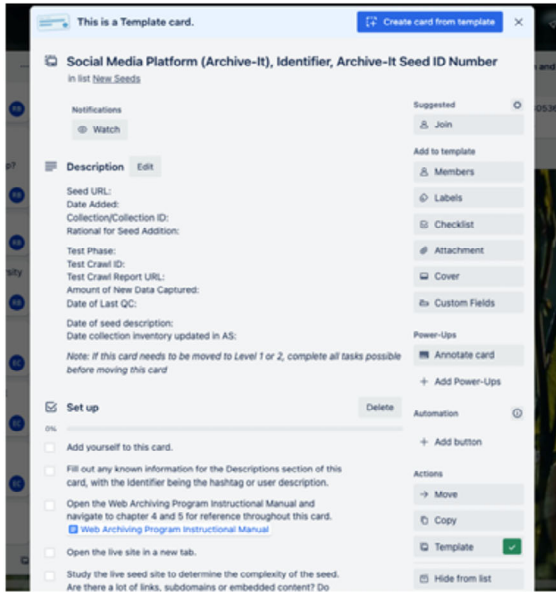 This is a Template card.
Create card from template
Social Media Platform (Archive-It), Identifier, Archive-It Seed ID Number
in list New Seeds
Notifications
Watch
Description
Edit
Seed URL:
Date Added:
Collection/Collection ID:
Rational for Seed Addition:
Test Phase:
Test Crawl ID:
Test Crawl Report URL:
Amount of New Data Captured:
Date of Last QC:
Date of seed description:
Date collection inventory updated in AS:
Note: If this card needs to be moved to Level 1 or 2, complete all tasks possible
before moving this card
Set up
Delete
0%
Add yourself to this card.
Fill out any known information for the Descriptions section of this
card, with the Identifier being the hashtag or user description.
Open the Web Archiving Program Instructional Manual and
navigate to chapter 4 and 5 for reference throughout this card.
Web Archiving Program Instructional Manual
Open the live site in a new tab.
Study the live seed site to determine the complexity of the seed.
Are there a lot of links, subdomains or embedded content? Do
Suggested
Join
Add to template
Members
Labels
Checklist
Attachment
Cover
Custom Fields
Power-Ups
Annotate card
+ Add Power-Ups
Automation
+ Add button
Actions
Move
Copy
Template
Hide from list